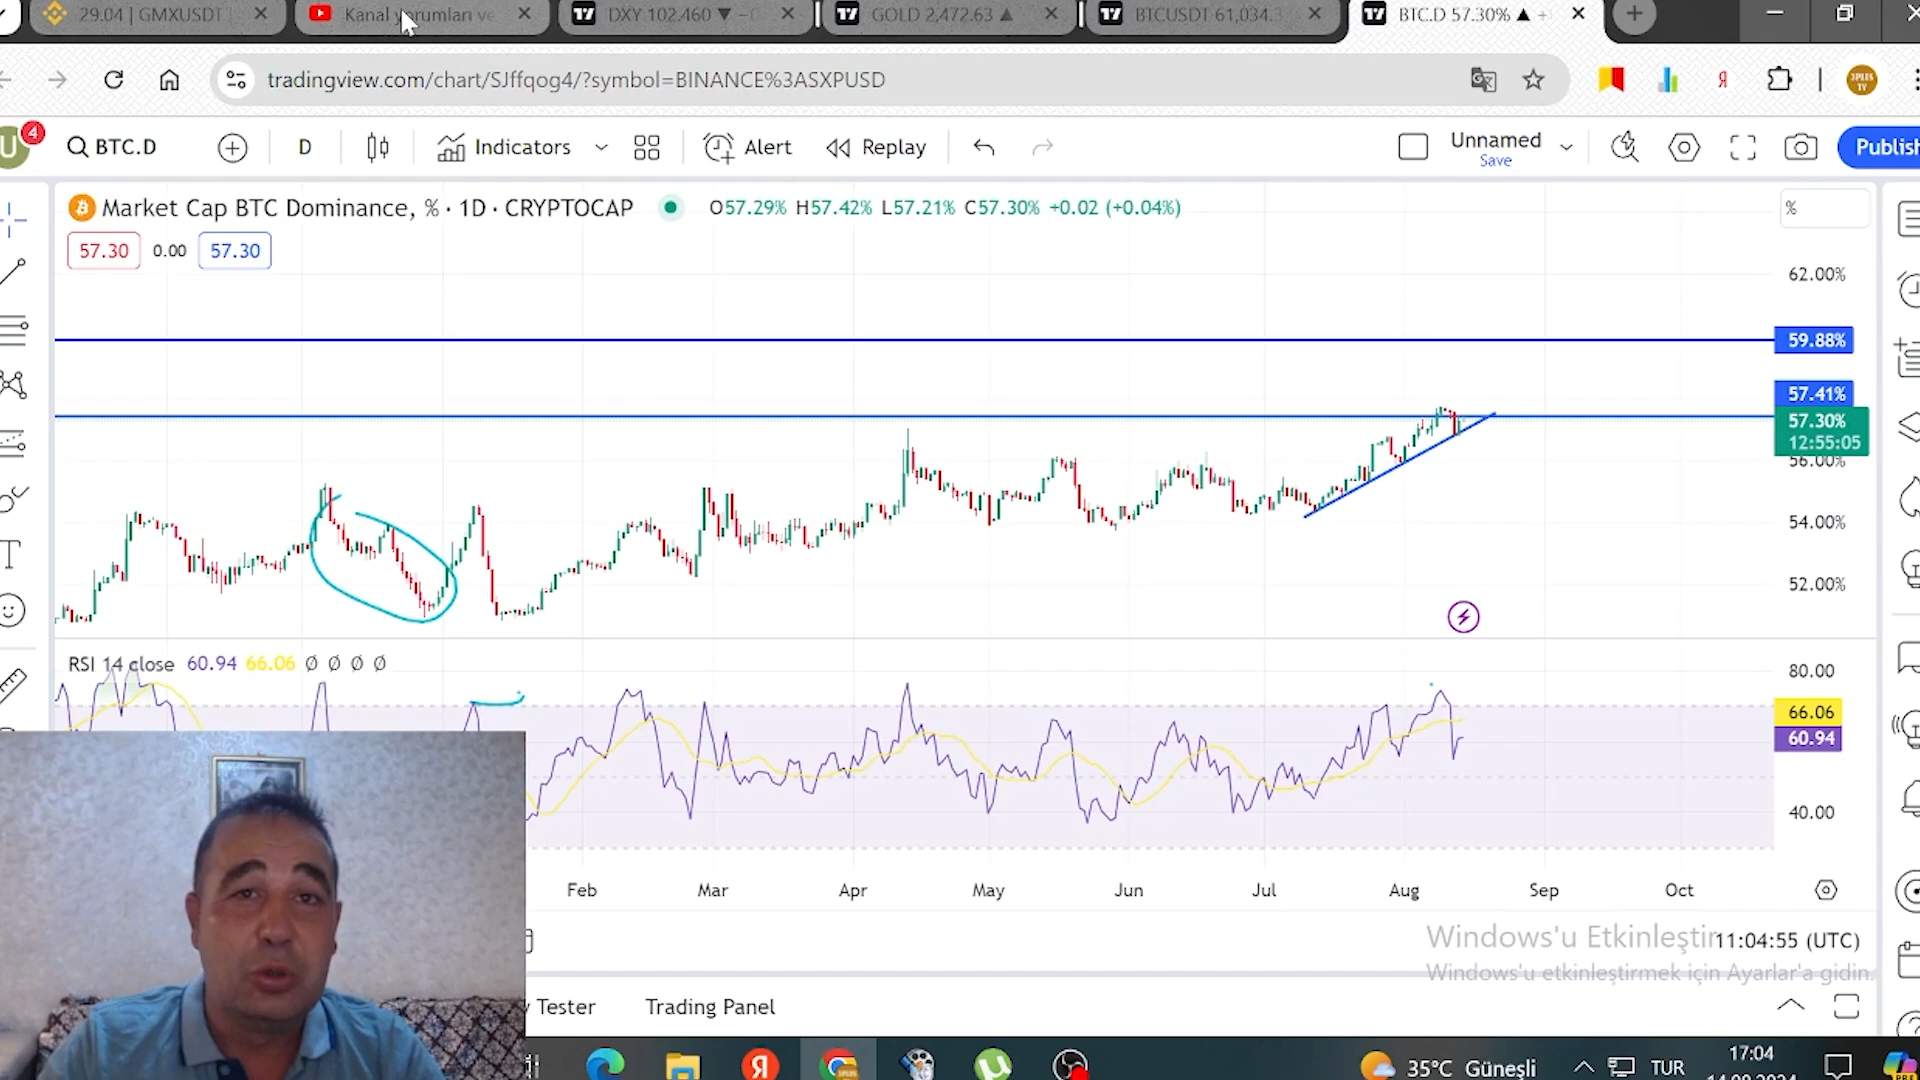 29.04 | GMXUSDT
Kanal yorumları ve
DXY 102.460 ▼
GOLD 2,472.63 ▲
BTCUSDT 61,034.3
BTC.D 57.30% ▲ +
tradingview.com/chart/SJffqog4/?symbol=BINANCE%3ASXPUSD
U 4
BTC.D
D
Indicators
Alert
Replay
Unnamed
Save
Publish
Market Cap BTC Dominance, % · 1D · CRYPTOCAP
O57.29% H57.42% L57.21% C57.30% +0.02 (+0.04%)
57.30 0.00 57.30
%
62.00%
59.88%
57.41%
57.30%
12:55:05
56.00%
54.00%
52.00%
RSI 14 close 60.94 66.06 Ø Ø Ø Ø
80.00
66.06
60.94
40.00
Feb Mar Apr May Jun Jul Aug Sep Oct
Windows'u Etkinleştir
11:04:55 (UTC)
Windows'u etkinleştirmek için Ayarlar'a gidin.
Tester
Trading Panel
35°C Güneşli
TUR
17:04